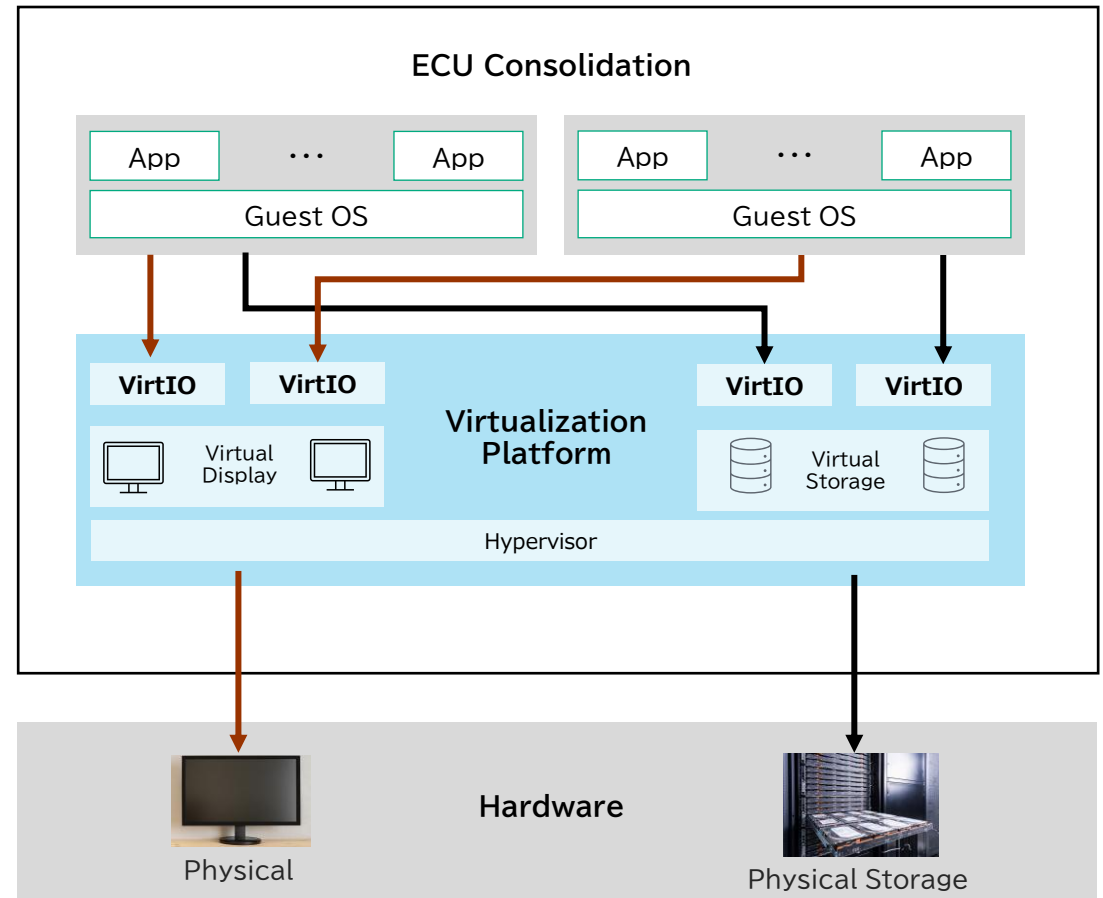 ECU Consolidation
App
...
App
App
...
App
Guest OS
Guest OS
VirtIO
VirtIO
VirtIO
VirtIO
Virtualization
Platform
Virtual
Display
Virtual
Storage
Hypervisor
Hardware
Physical
Physical Storage